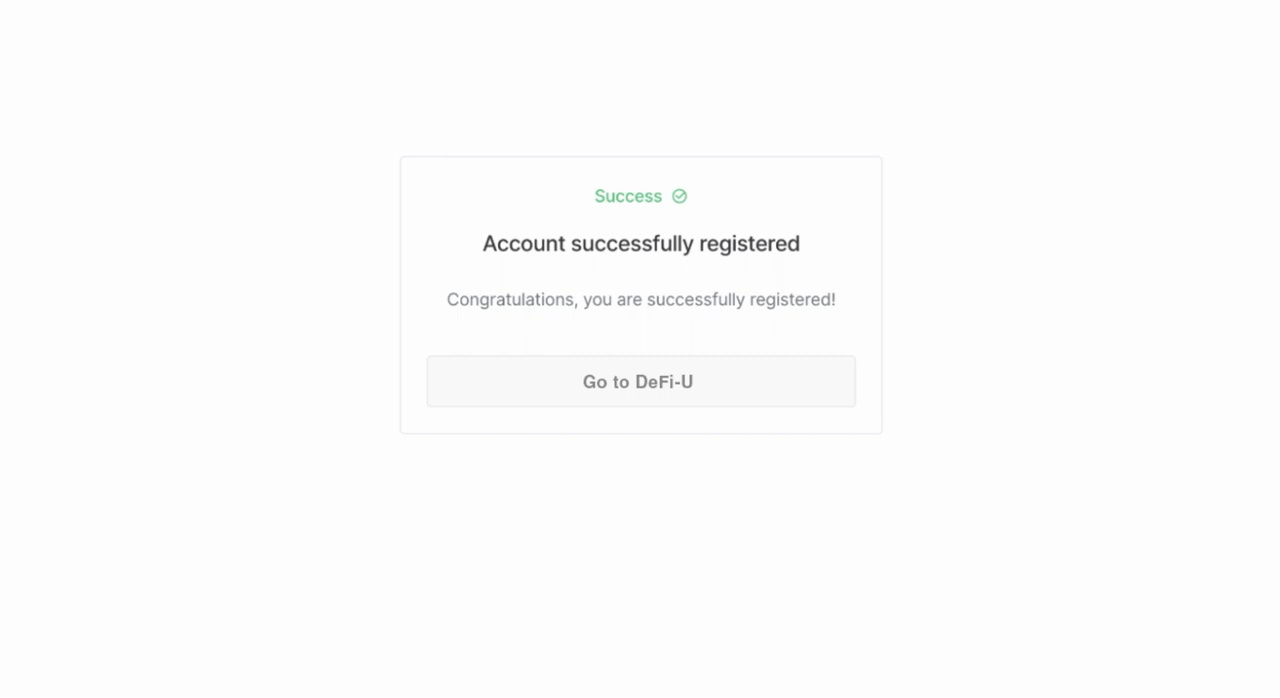 Success
Account successfully registered
Congratulations, you are successfully registered!
Go to DeFi-U